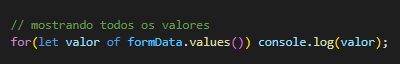 // mostrando todos os valores
for(let valor of formData.values()) console.log(valor);